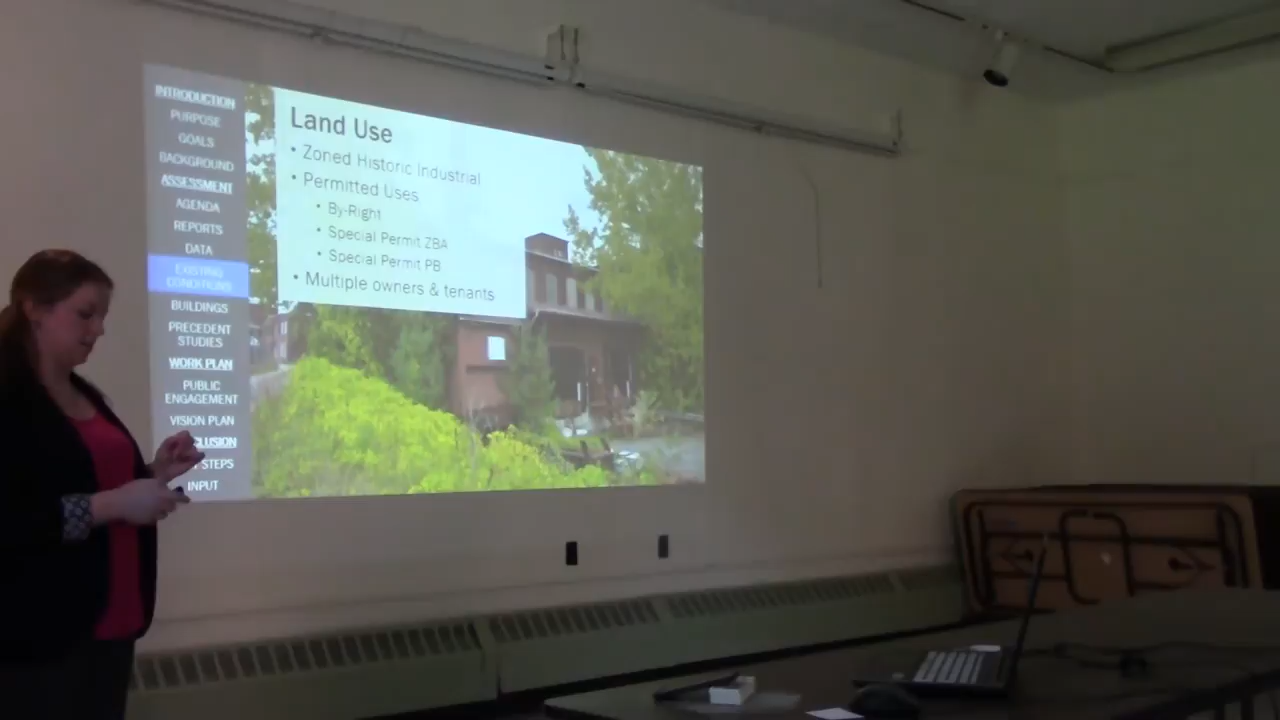 INTRODUCTION
PURPOSE
GOALS
BACKGROUND
ASSESSMENT
AGENDA
REPORTS
DATA
EXISTING
CONDITIONS
BUILDINGS
PRECEDENT
STUDIES
WORK PLAN
PUBLIC
ENGAGEMENT
VISION PLAN
CLUSION
STEPS
INPUT
Land Use
• Zoned Historic Industrial
• Permitted Uses
• By-Right
• Special Permit ZBA
• Special Permit PB
• Multiple owners & tenants